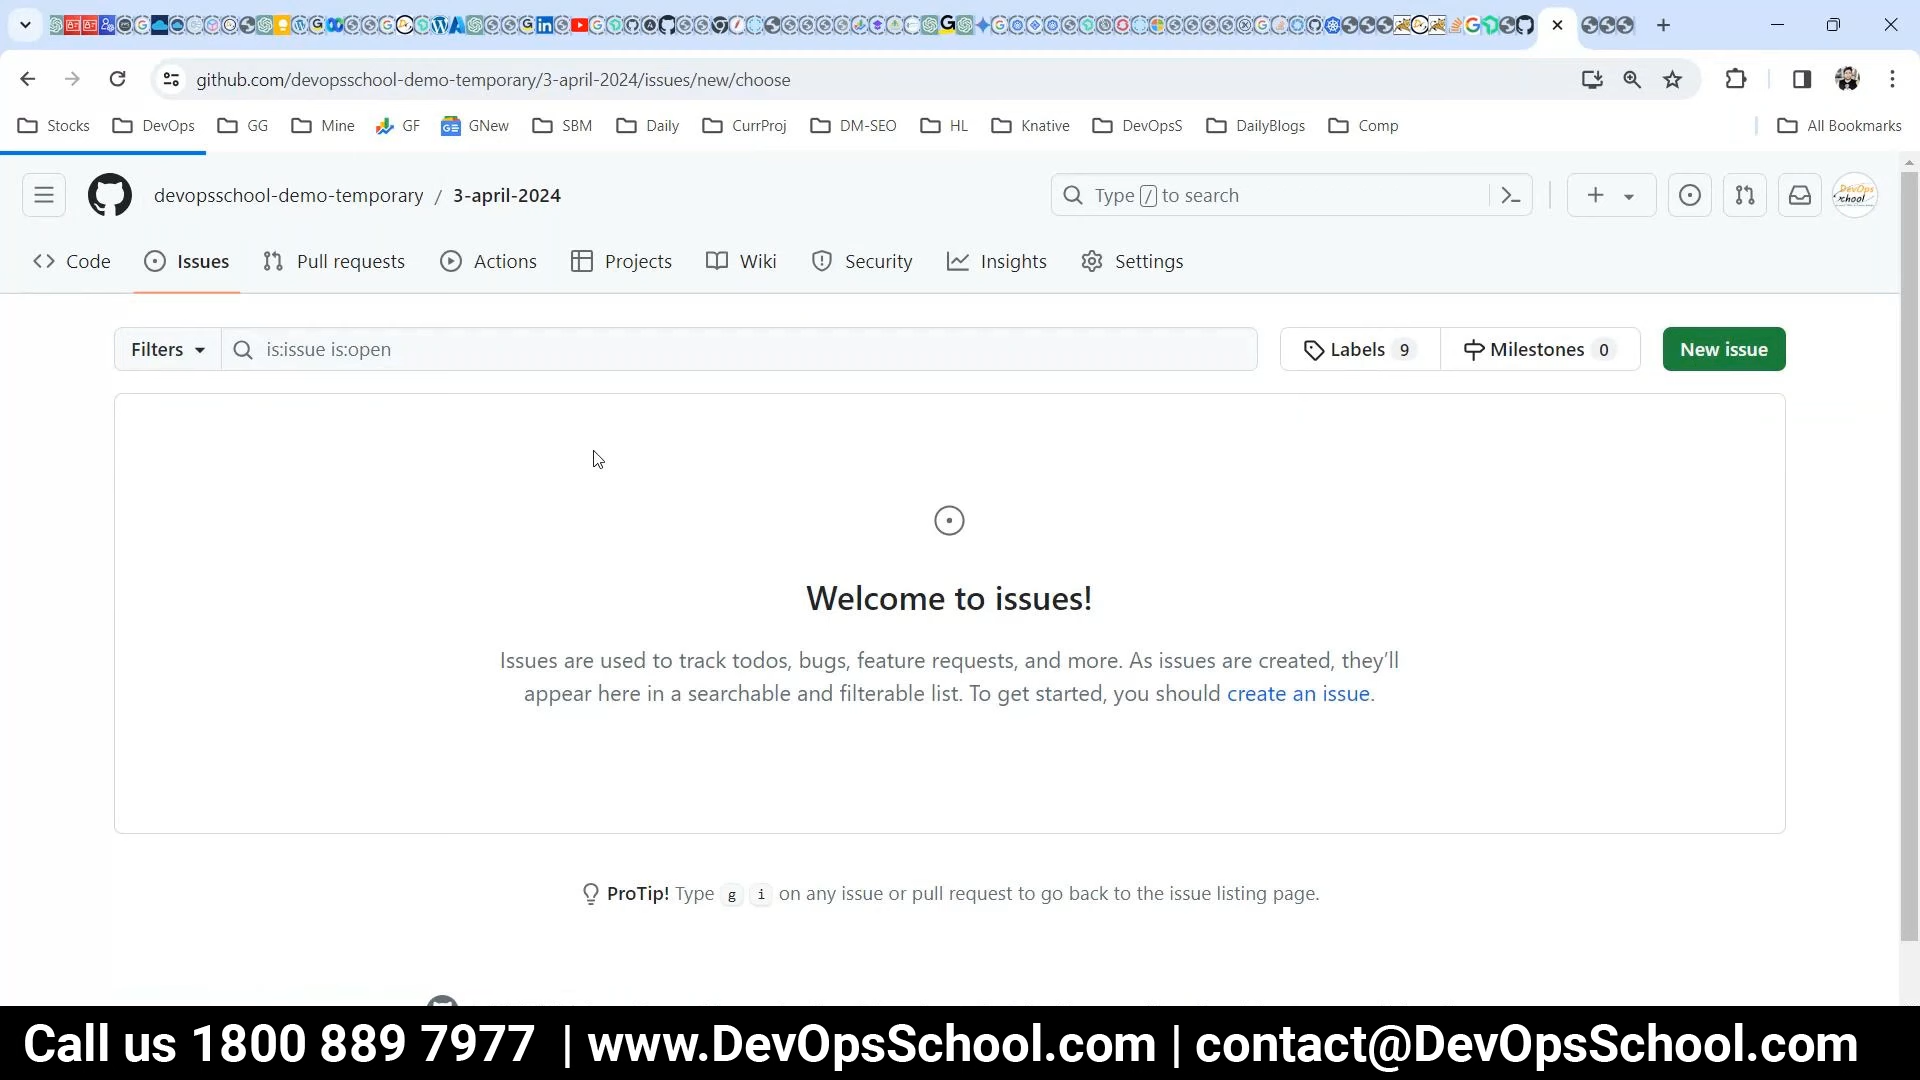 github.com/devopsschool-demo-temporary/3-april-2024/issues/new/choose
Stocks DevOps GG Mine GF GNew SBM Daily CurrProj DM-SEO HL Knative DevOpsS DailyBlogs Comp All Bookmarks
devopsschool-demo-temporary / 3-april-2024 Type / to search
DevOps
School
Code Issues Pull requests Actions Projects Wiki Security Insights Settings
Filters is:issue is:open Labels 9 Milestones 0 New issue
Welcome to issues!
Issues are used to track todos, bugs, feature requests, and more. As issues are created, they’ll
appear here in a searchable and filterable list. To get started, you should create an issue.
ProTip! Type g i on any issue or pull request to go back to the issue listing page.
Call us 1800 889 7977 | www.DevOpsSchool.com | contact@DevOpsSchool.com